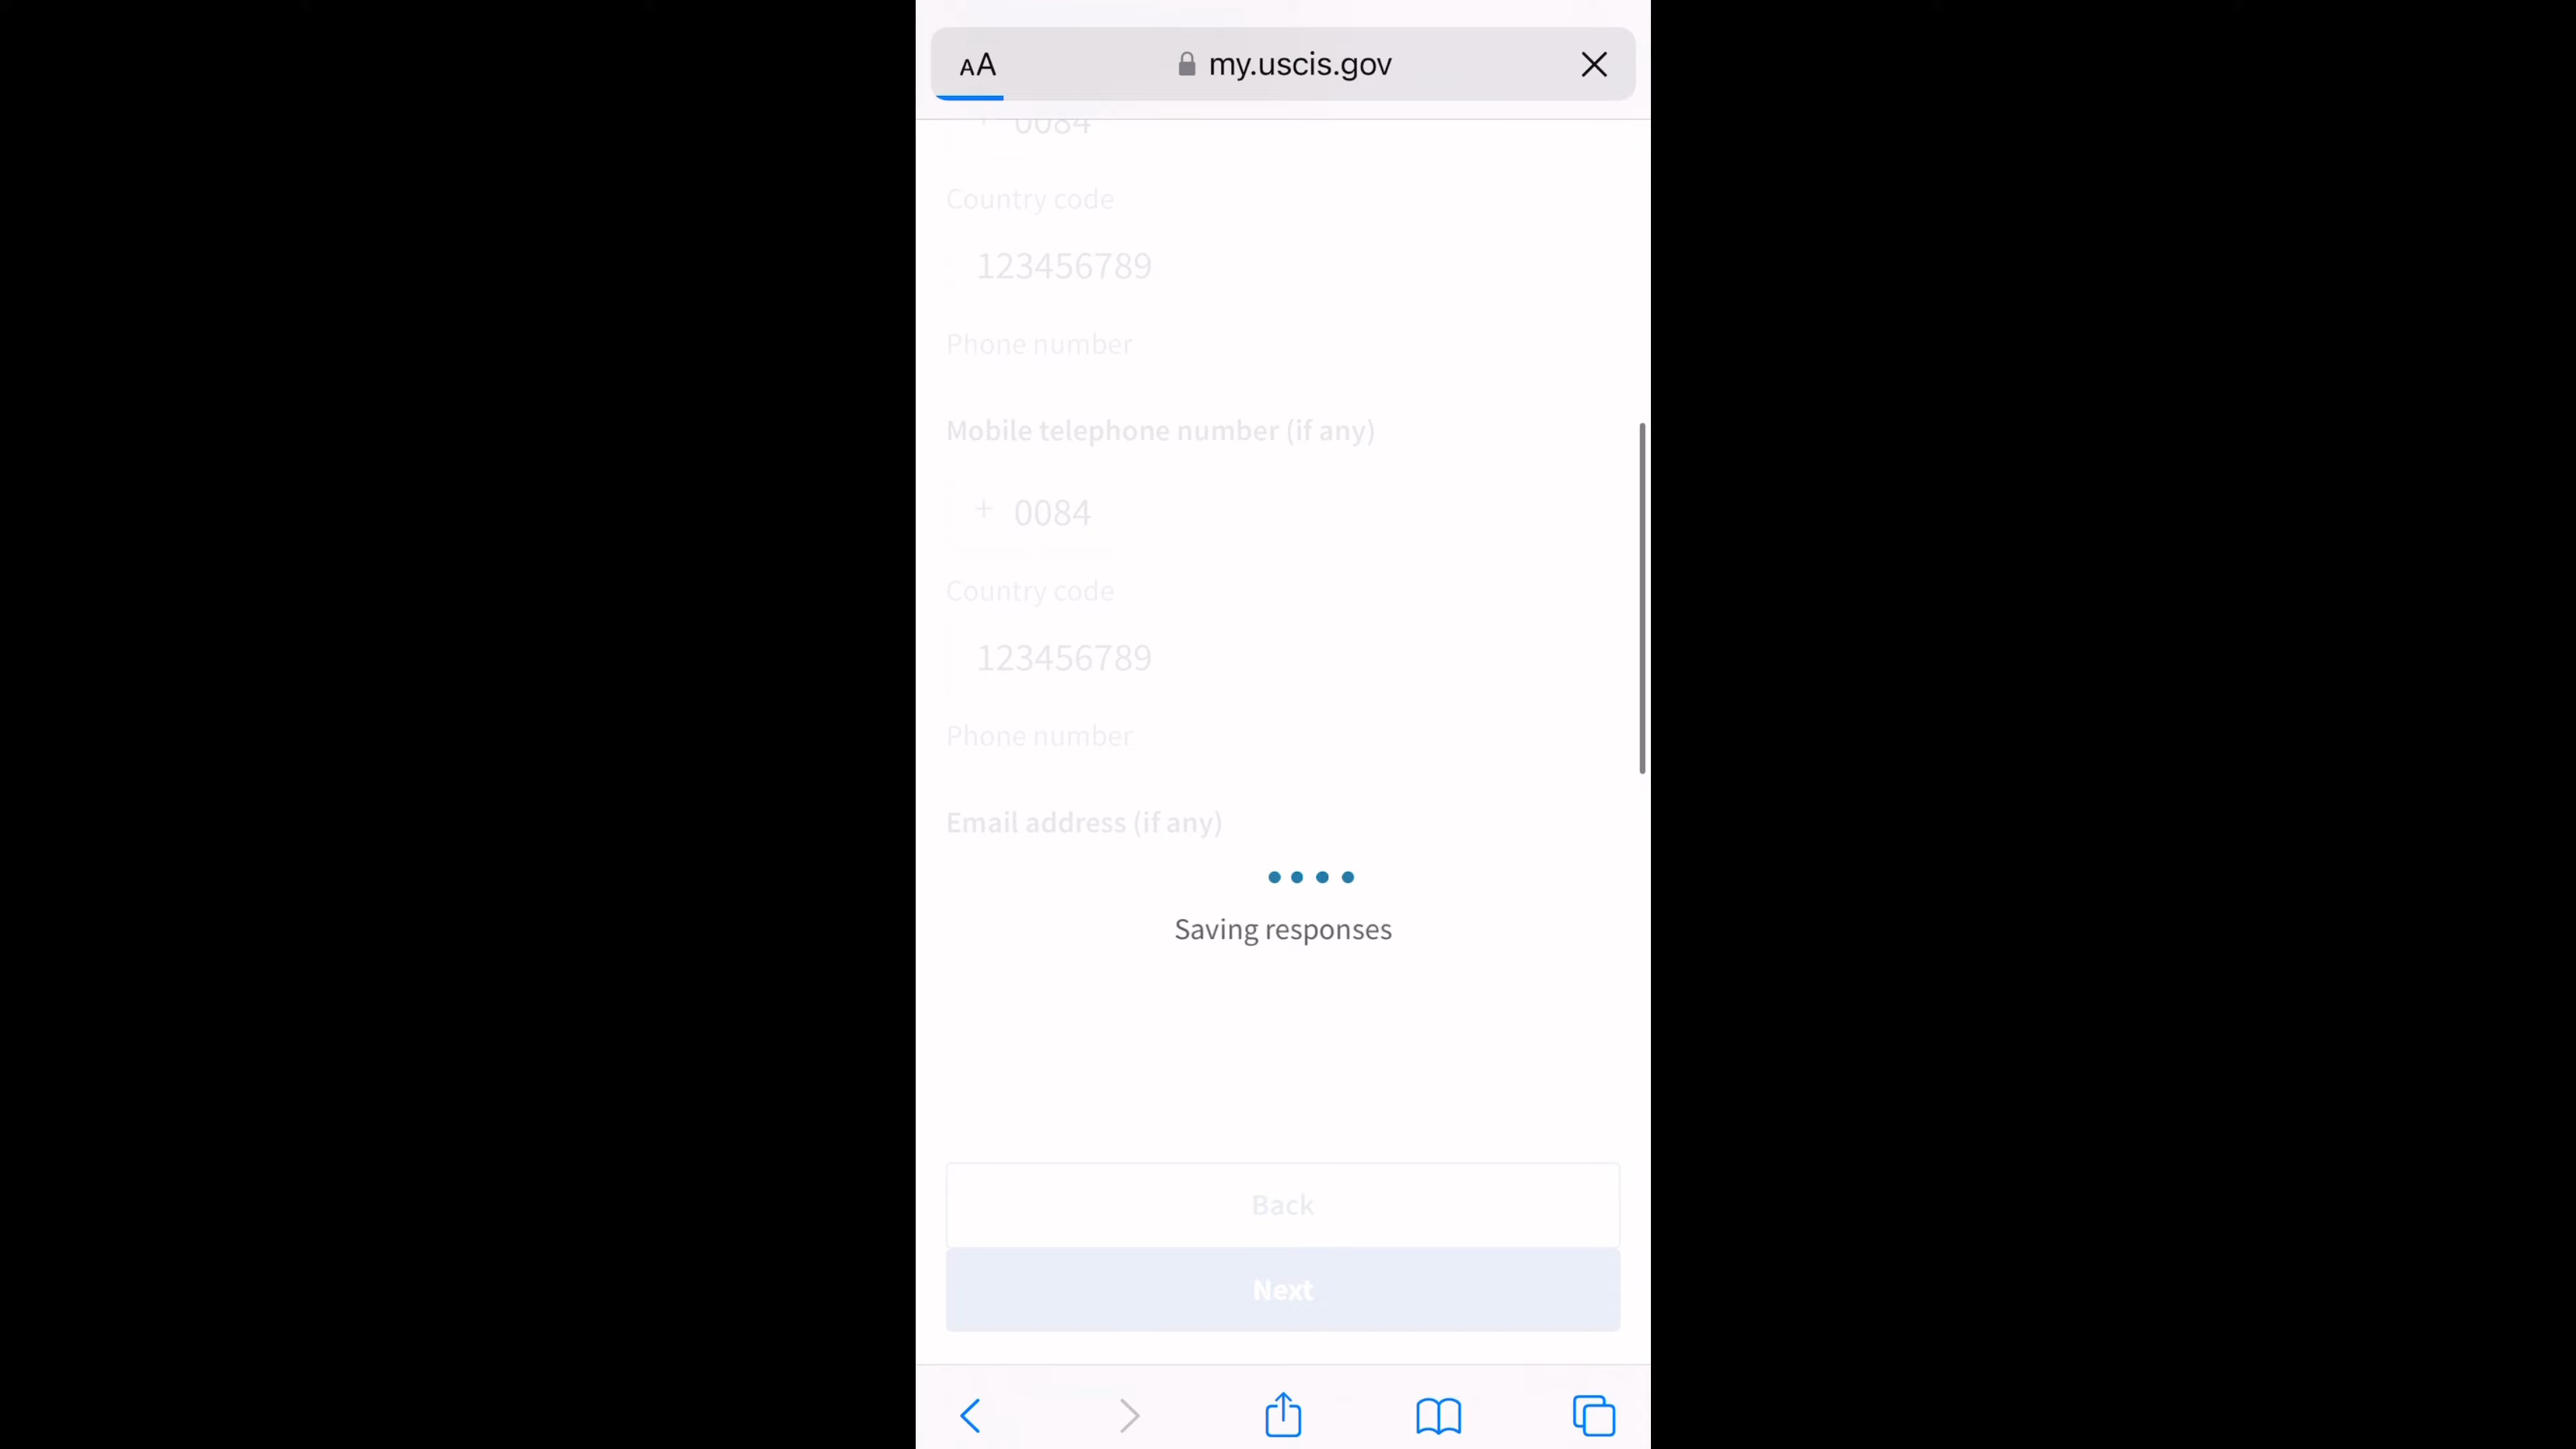 AA my.uscis.gov
+ 0084
Country code
123456789
Phone number
Mobile telephone number (if any)
+ 0084
Country code
123456789
Phone number
Email address (if any)
Saving responses
Back
Next